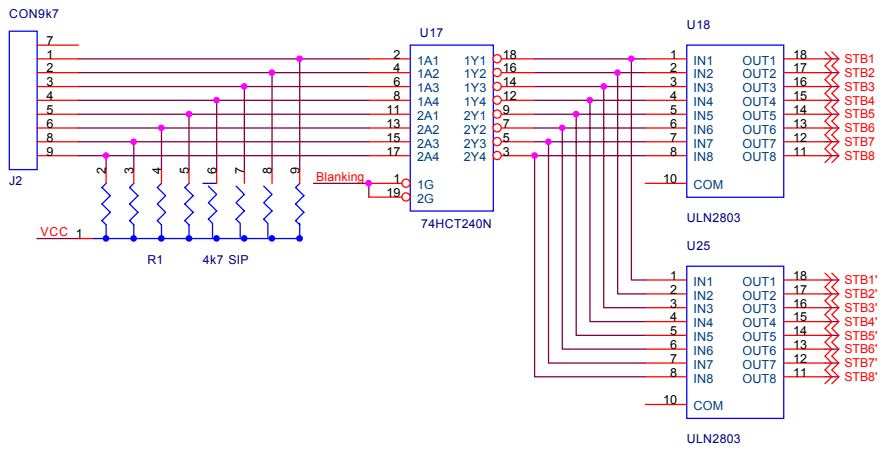 CON9k7
7
1
2
3
4
5
6
8
9
J2
2
3
4
5
6
7
8
9
VCC
1
R1
4k7 SIP
Blanking
U17
2 1A1 1Y1 18
4 1A2 1Y2 16
6 1A3 1Y3 14
8 1A4 1Y4 12
11 2A1 2Y1 9
13 2A2 2Y2 7
15 2A3 2Y3 5
17 2A4 2Y4 3
1 1G
19 2G
74HCT240N
U18
1 IN1 OUT1 18 STB1
2 IN2 OUT2 17 STB2
3 IN3 OUT3 16 STB3
4 IN4 OUT4 15 STB4
5 IN5 OUT5 14 STB5
6 IN6 OUT6 13 STB6
7 IN7 OUT7 12 STB7
8 IN8 OUT8 11 STB8
10 COM
ULN2803
U25
1 IN1 OUT1 18 STB1'
2 IN2 OUT2 17 STB2'
3 IN3 OUT3 16 STB3'
4 IN4 OUT4 15 STB4'
5 IN5 OUT5 14 STB5'
6 IN6 OUT6 13 STB6'
7 IN7 OUT7 12 STB7'
8 IN8 OUT8 11 STB8'
10 COM
ULN2803